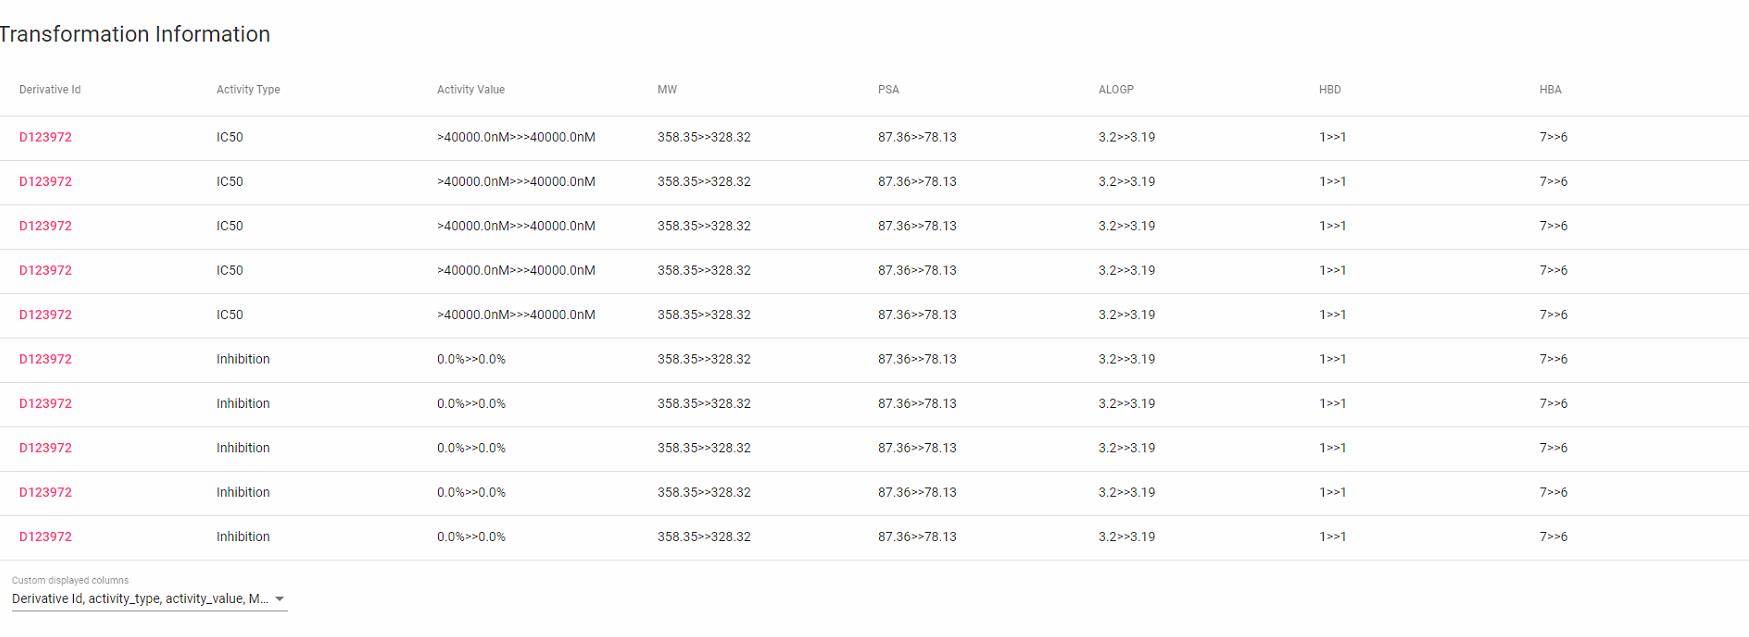 Transformation Information
Derivative Id Activity Type Activity Value MW PSA ALOGP HBD HBA
D123972 IC50 >40000.0nM>>>40000.0nM 358.35>>328.32 87.36>>78.13 3.2>>3.19 1>>1 7>>6
D123972 IC50 >40000.0nM>>>40000.0nM 358.35>>328.32 87.36>>78.13 3.2>>3.19 1>>1 7>>6
D123972 IC50 >40000.0nM>>>40000.0nM 358.35>>328.32 87.36>>78.13 3.2>>3.19 1>>1 7>>6
D123972 IC50 >40000.0nM>>>40000.0nM 358.35>>328.32 87.36>>78.13 3.2>>3.19 1>>1 7>>6
D123972 IC50 >40000.0nM>>>40000.0nM 358.35>>328.32 87.36>>78.13 3.2>>3.19 1>>1 7>>6
D123972 Inhibition 0.0%>>0.0% 358.35>>328.32 87.36>>78.13 3.2>>3.19 1>>1 7>>6
D123972 Inhibition 0.0%>>0.0% 358.35>>328.32 87.36>>78.13 3.2>>3.19 1>>1 7>>6
D123972 Inhibition 0.0%>>0.0% 358.35>>328.32 87.36>>78.13 3.2>>3.19 1>>1 7>>6
D123972 Inhibition 0.0%>>0.0% 358.35>>328.32 87.36>>78.13 3.2>>3.19 1>>1 7>>6
D123972 Inhibition 0.0%>>0.0% 358.35>>328.32 87.36>>78.13 3.2>>3.19 1>>1 7>>6
Custom displayed columns
Derivative Id, activity_type, activity_value, M...